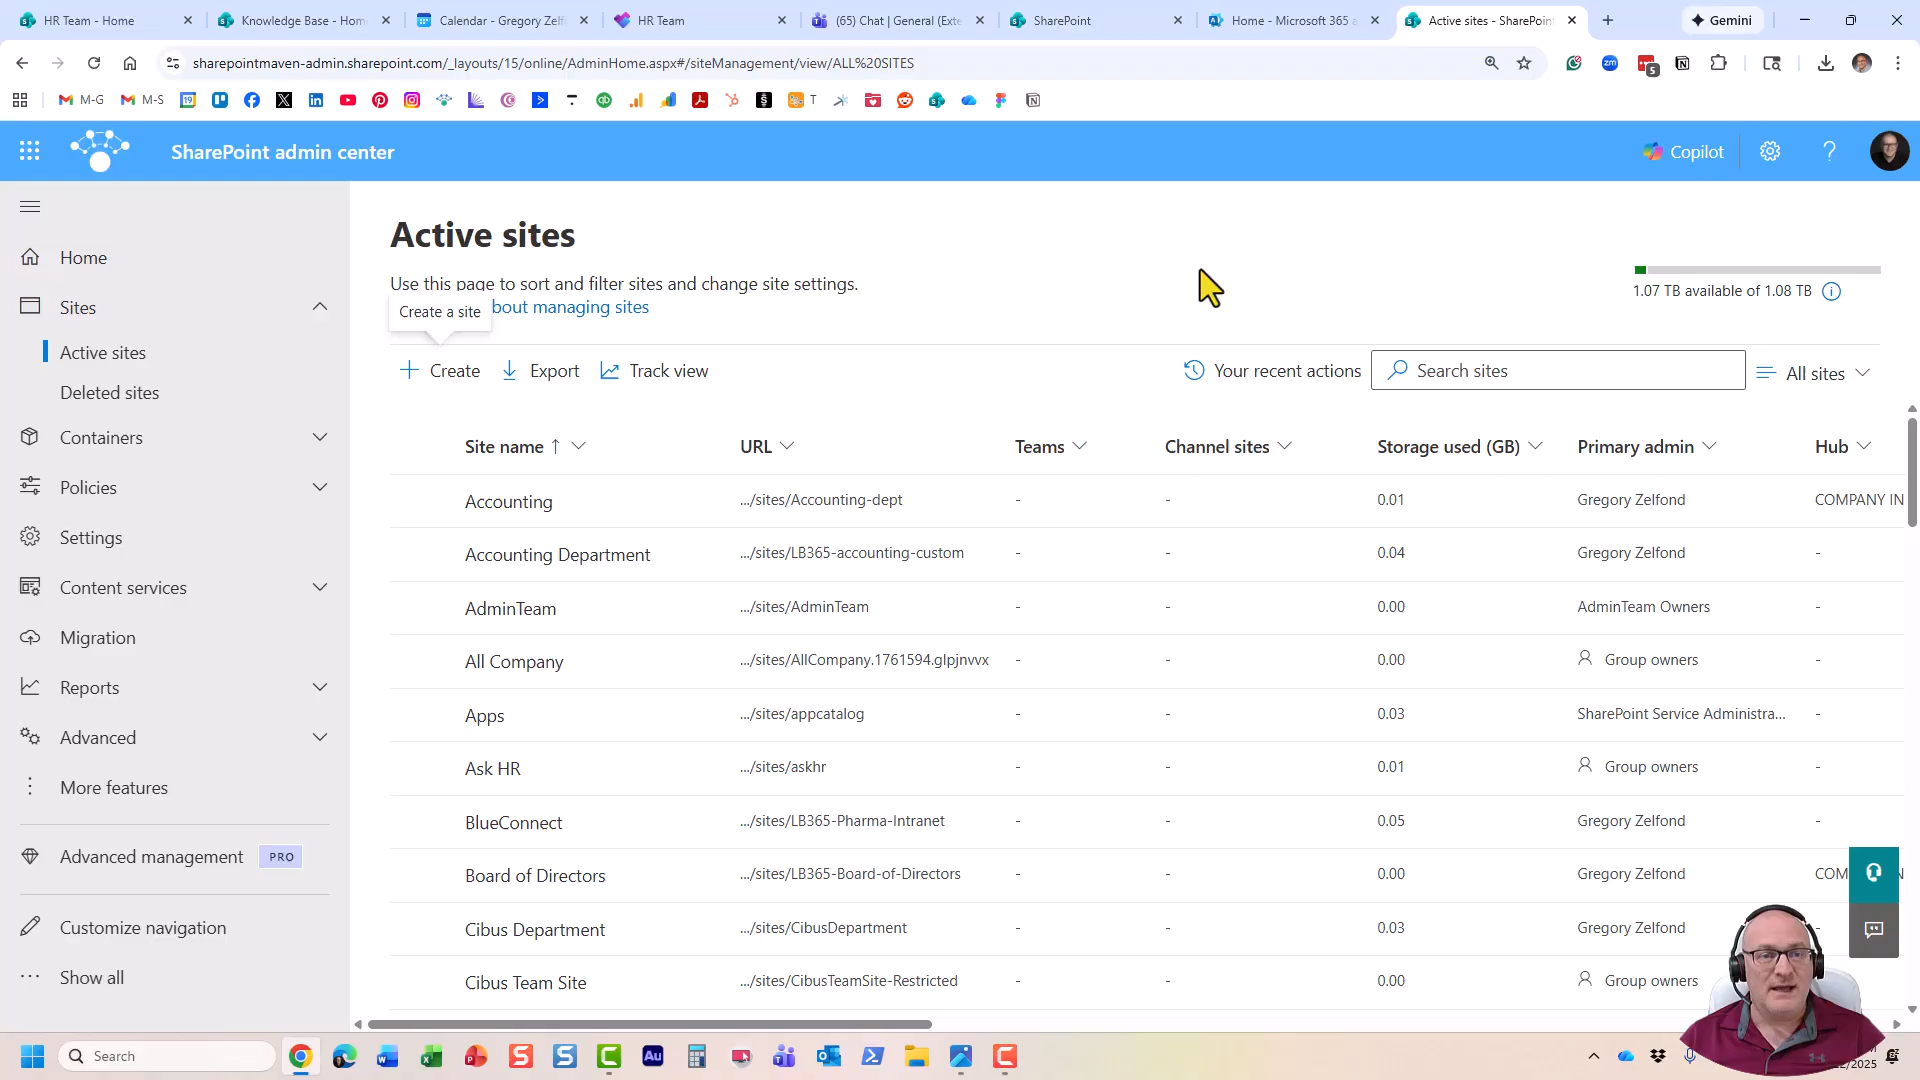 HR Team - Home
Knowledge Base - Hom
Calendar - Gregory Zelf
HR Team
(65) Chat | General (Exte
SharePoint
Home - Microsoft 365 a
Active sites - SharePoint
Gemini
sharepointmaven-admin.sharepoint.com/_layouts/15/online/AdminHome.aspx#/siteManagement/view/ALL%20SITES
M-G
M-S
T
SharePoint admin center
Copilot
Home
Sites
Active sites
Deleted sites
Containers
Policies
Settings
Content services
Migration
Reports
Advanced
More features
Advanced management PRO
Customize navigation
Show all
Active sites
Use this page to sort and filter sites and change site settings.
bout managing sites
Create a site
1.07 TB available of 1.08 TB
Create
Export
Track view
Your recent actions
Search sites
All sites
Site name URL Teams Channel sites Storage used (GB) Primary admin Hub
Accounting .../sites/Accounting-dept - - 0.01 Gregory Zelfond COMPANY IN
Accounting Department .../sites/LB365-accounting-custom - - 0.04 Gregory Zelfond -
AdminTeam .../sites/AdminTeam - - 0.00 AdminTeam Owners -
All Company .../sites/AllCompany.1761594.glpjnvvx - - 0.00 Group owners -
Apps .../sites/appcatalog - - 0.03 SharePoint Service Administra... -
Ask HR .../sites/askhr - - 0.01 Group owners -
BlueConnect .../sites/LB365-Pharma-Intranet - - 0.05 Gregory Zelfond -
Board of Directors .../sites/LB365-Board-of-Directors - - 0.00 Gregory Zelfond COM N
Cibus Department .../sites/CibusDepartment - - 0.03 Gregory Zelfond -
Cibus Team Site .../sites/CibusTeamSite-Restricted - - 0.00 Group owners
Search